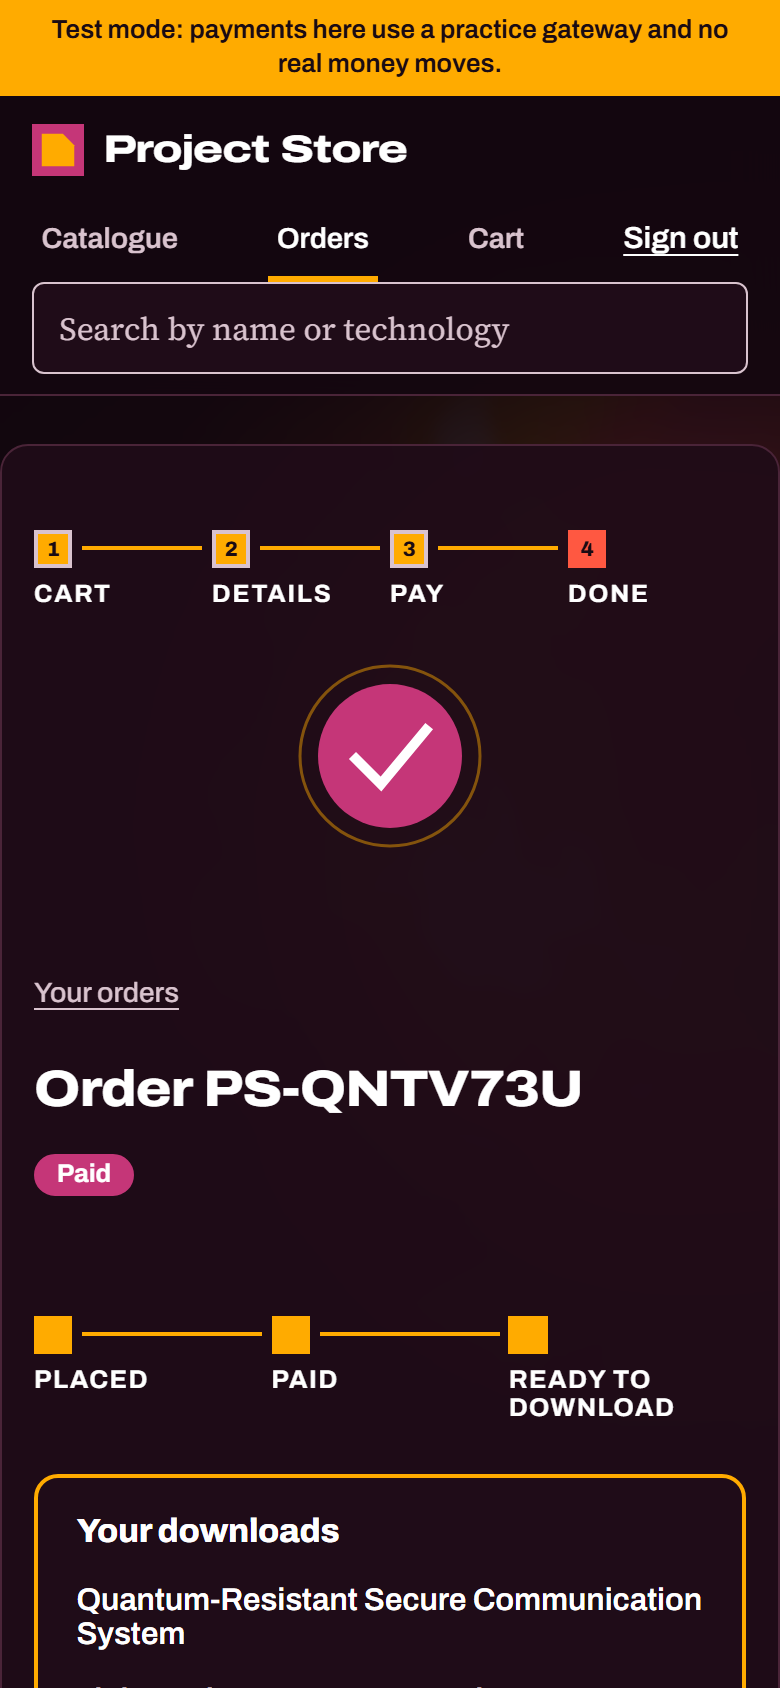 Test mode: payments here use a practice gateway and no
real money moves.
Project Store
Catalogue
Orders
Cart
Sign out
Search by name or technology
1
2
3
4
CART
DETAILS
PAY
DONE
Your orders
Order PS-QNTV73U
Paid
PLACED
PAID
READY TO
DOWNLOAD
Your downloads
Quantum-Resistant Secure Communication
System